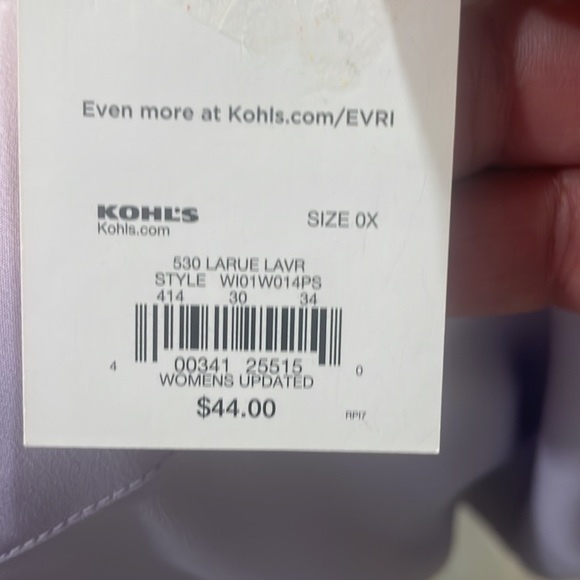 Even more at Kohls.com/EVRI
KOHL'S
SIZE 0X
Kohls.com
530 LARUE LAVR
STYLE WI01W014PS
414 30 34
4 00341 25515 0
WOMENS UPDATED
$44.00
RPI7